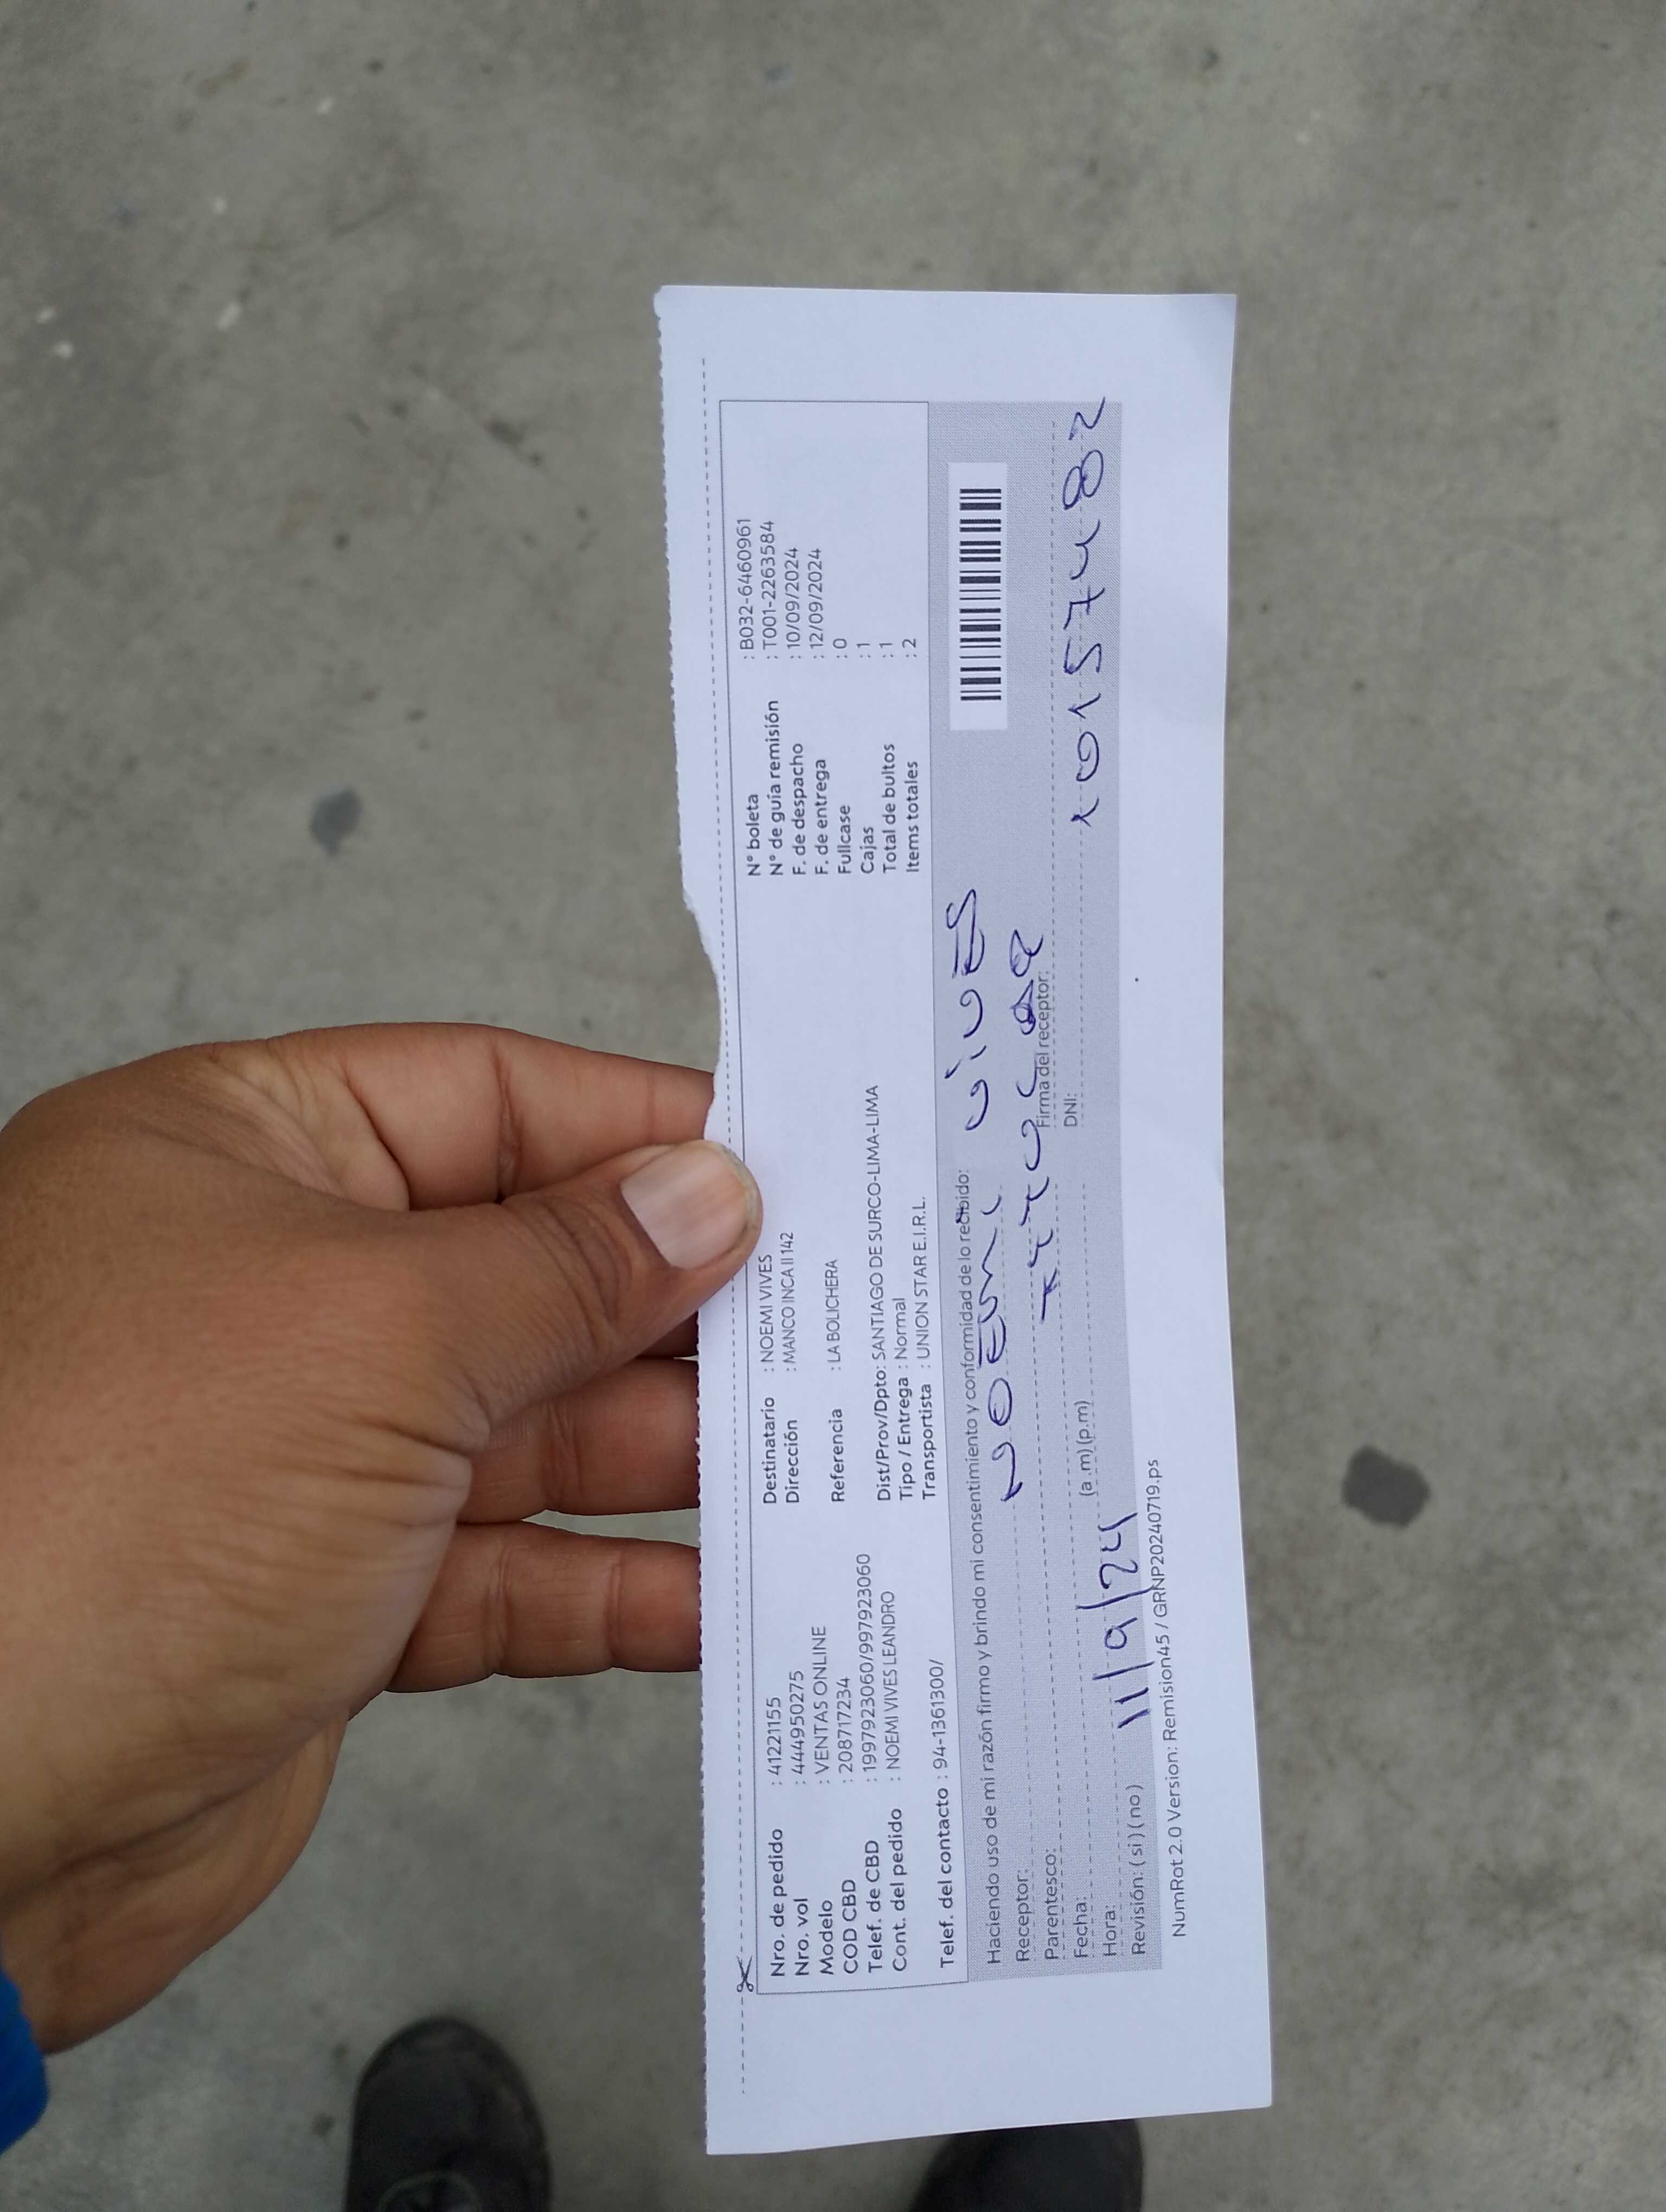 Nro. de pedido : 41221155
Nro. vol : 444950275
Modelo : VENTAS ONLINE
COD CBD : 208717234
Telef. de CBD : 1997923060/997923060
Cont. del pedido : NOEMI VIVES LEANDRO
Telef. del contacto : 94-1361300/
Destinatario : NOEMI VIVES
Dirección : MANCO INCA II 142
Referencia : LA BOLICHERA
Dist/Prov/Dpto: SANTIAGO DE SURCO-LIMA-LIMA
Tipo / Entrega : Normal
Transportista : UNION STAR E.I.R.L.
N° boleta : B032-6460961
N° de guía remisión : T001-2263584
F. de despacho : 10/09/2024
F. de entrega : 12/09/2024
Fullcase : 0
Cajas : 1
Total de bultos : 1
Items totales : 2
Haciendo uso de mi razón firmo y brindo mi consentimiento y conformidad de lo recibido:
Receptor: NOEMI VIVES
Parentesco: TITULAR
Fecha: 11/9/24
Hora: (a.m) (p.m)
Revisión: ( si ) ( no )
Firma del receptor:
DNI: 10157482
NumRot 2.0 Version: Remision45 / GRNP20240719.ps